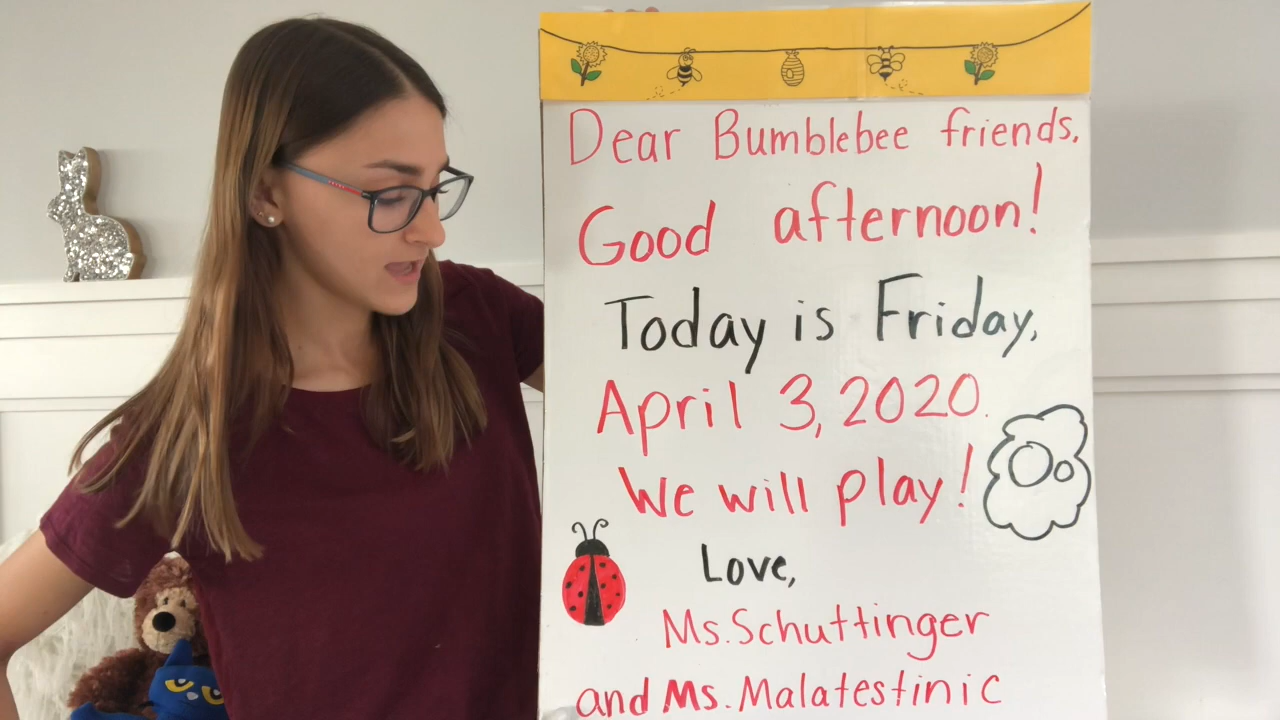 Dear Bumblebee friends,
Good afternoon!
Today is Friday,
April 3, 2020.
We will play!
Love,
Ms. Schuttinger
and Ms. Malatestinic